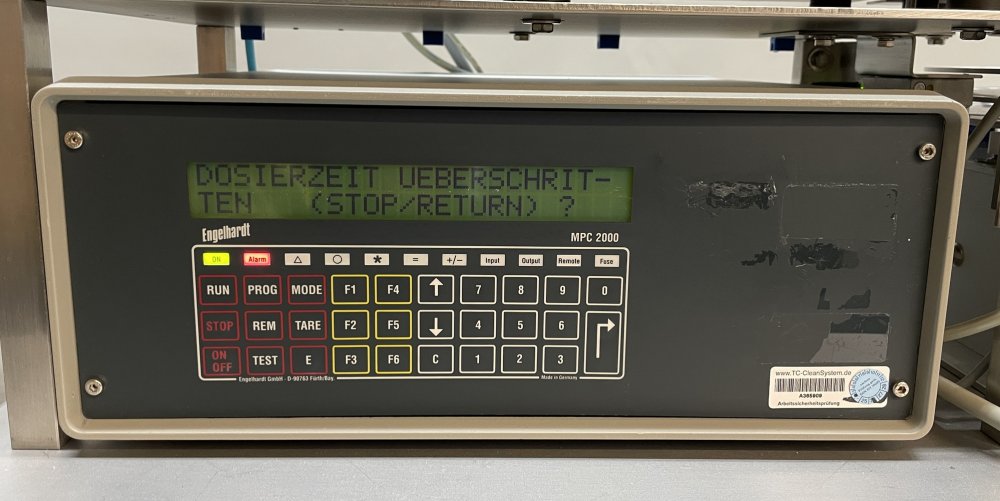 DOSIERZEIT UEBERSCHRIT-
TEN (STOP/RETURN) ?
Engelhardt
MPC 2000
ON Alarm △ ○ * = +/− Input Output Remote Fuse
RUN PROG MODE F1 F4 ↑ 7 8 9 0
STOP REM TARE F2 F5 ↓ 4 5 6
ON
OFF
TEST E F3 F6 C 1 2 3
Engelhardt GmbH - D-90763 Fürth/Bay.
Made in Germany
www.TC-CleanSystem.de
A385909
Arbeitssicherheitsprüfung